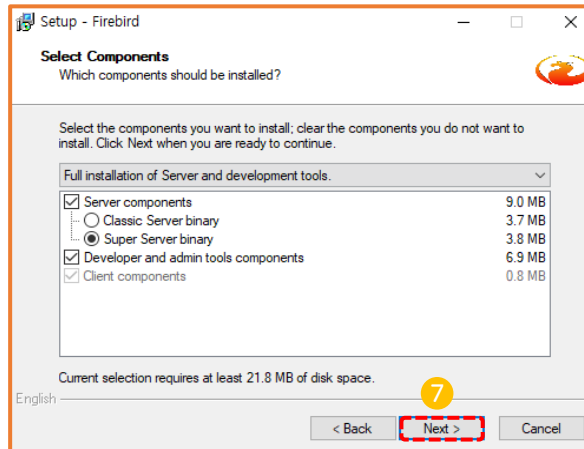 Setup - Firebird
Select Components
Which components should be installed?
Select the components you want to install; clear the components you do not want to
install. Click Next when you are ready to continue.
Full installation of Server and development tools.
Server components 9.0 MB
Classic Server binary 3.7 MB
Super Server binary 3.8 MB
Developer and admin tools components 6.9 MB
Client components 0.8 MB
Current selection requires at least 21.8 MB of disk space.
English
7
< Back Next > Cancel